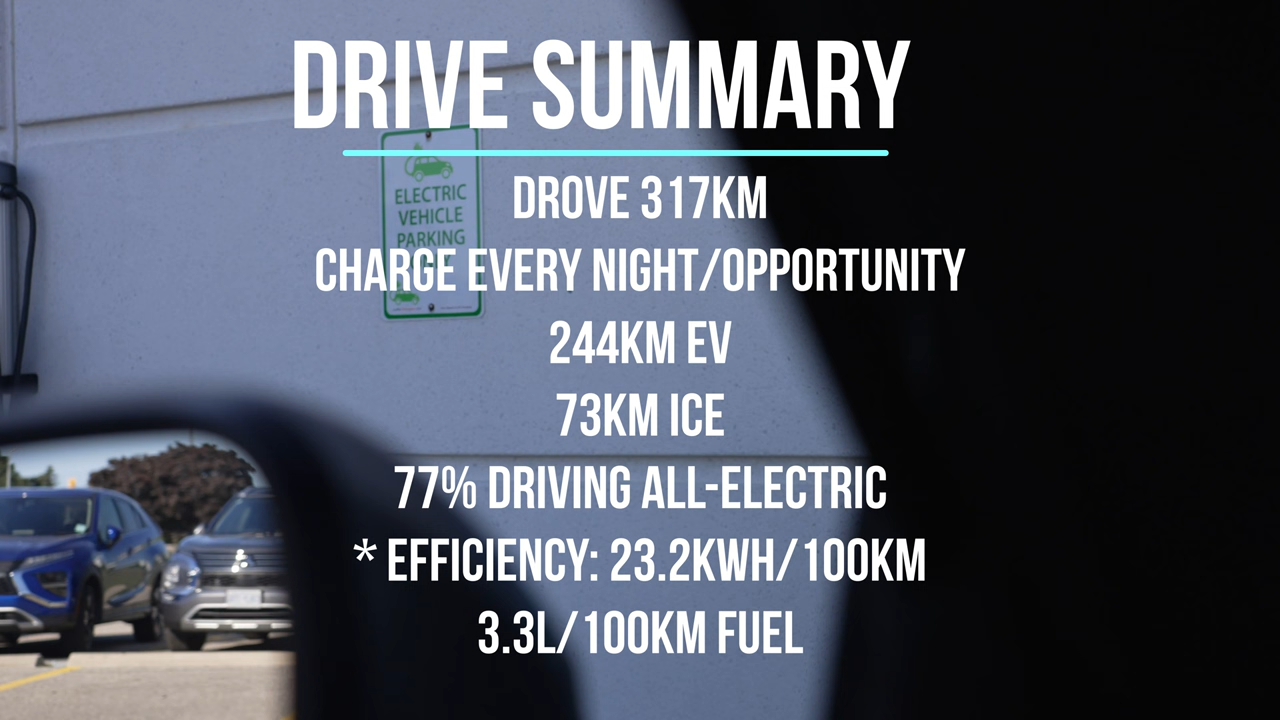 DRIVE SUMMARY
DROVE 317KM
CHARGE EVERY NIGHT/OPPORTUNITY
244KM EV
73KM ICE
77% DRIVING ALL-ELECTRIC
* EFFICIENCY: 23.2KWH/100KM
3.3L/100KM FUEL
ELECTRIC
VEHICLE
PARKING